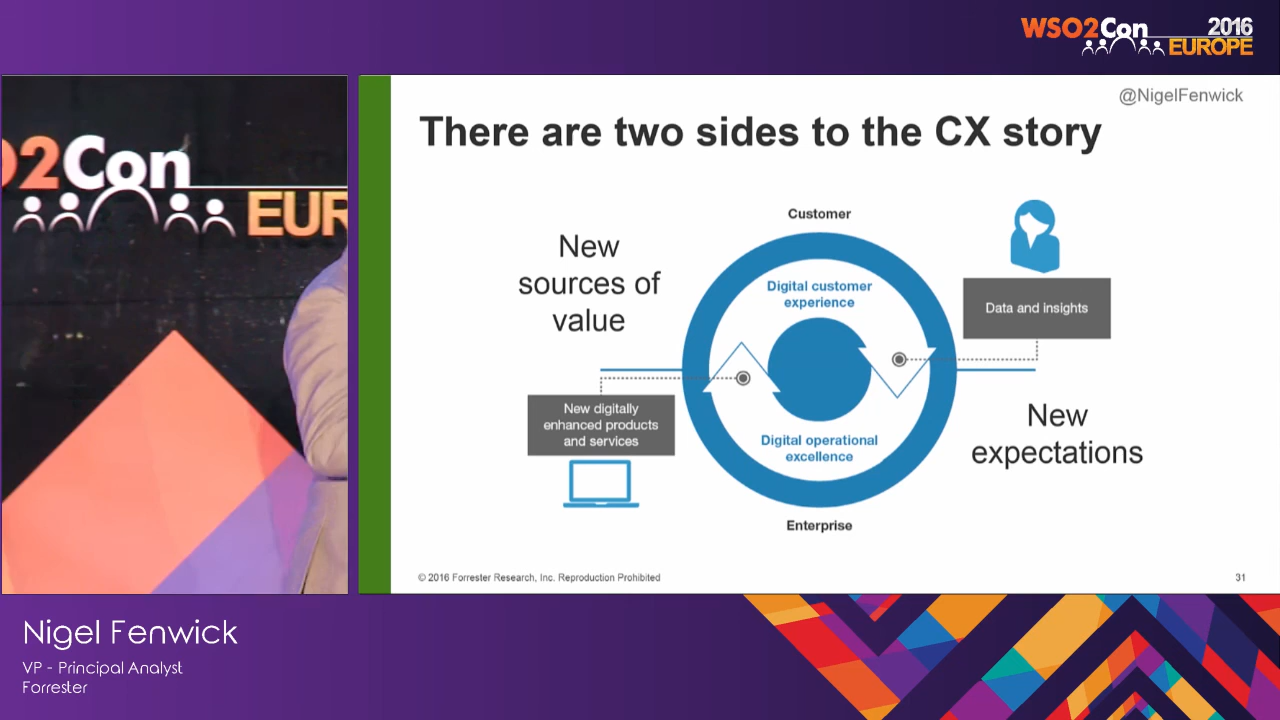 WSO2Con 2016
EUROPE
O2Con
EUR
@NigelFenwick
There are two sides to the CX story
Customer
New
sources of
value
Digital customer
experience
Data and insights
New digitally
enhanced products
and services
New
expectations
Digital operational
excellence
Enterprise
© 2016 Forrester Research, Inc. Reproduction Prohibited
31
Nigel Fenwick
VP - Principal Analyst
Forrester